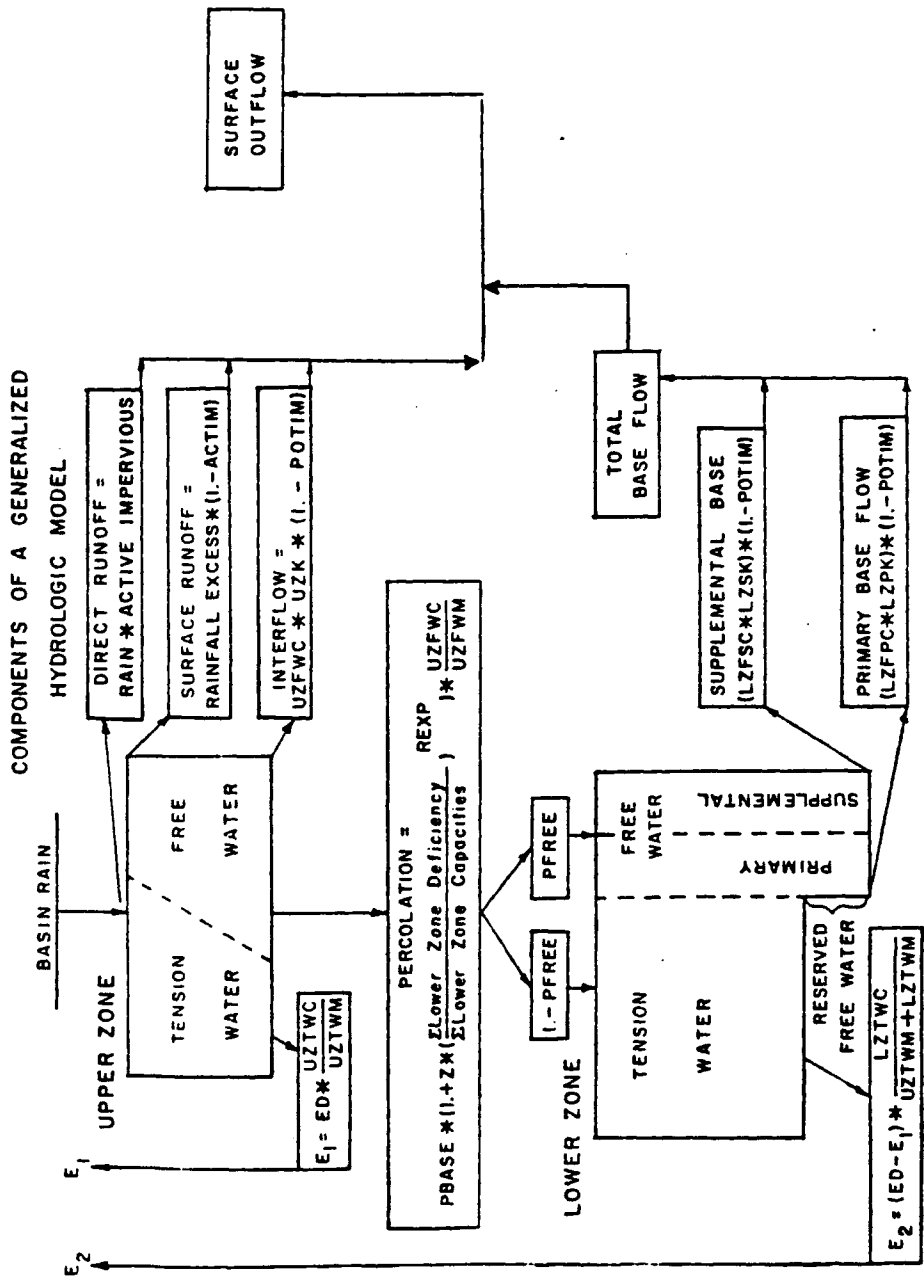 COMPONENTS OF A GENERALIZED
HYDROLOGIC MODEL
BASIN RAIN
E₂
E₁
UPPER ZONE
TENSION
WATER
FREE
WATER
E₁ = ED* UZTWC
UZTWM
DIRECT RUNOFF =
RAIN * ACTIVE IMPERVIOUS
SURFACE RUNOFF =
RAINFALL EXCESS*(1.-ACTIM)
INTERFLOW =
UZFWC * UZK * (1. - POTIM)
SURFACE
OUTFLOW
PERCOLATION =
PBASE *(1.+Z*(ΣLower Zone Deficiency) REXP )* UZFWC
ΣLower Zone Capacities UZFWM
(1.-PFREE)
PFREE
LOWER ZONE
TENSION
WATER
FREE
WATER
PRIMARY
SUPPLEMENTAL
RESERVED
FREE WATER
TOTAL
BASE FLOW
SUPPLEMENTAL BASE
(LZFSC*LZSK)*(1.-POTIM)
PRIMARY BASE FLOW
(LZFPC*LZPK)*(1.-POTIM)
E₂ = (ED-E₁)* LZTWC
UZTWM+LZTWM